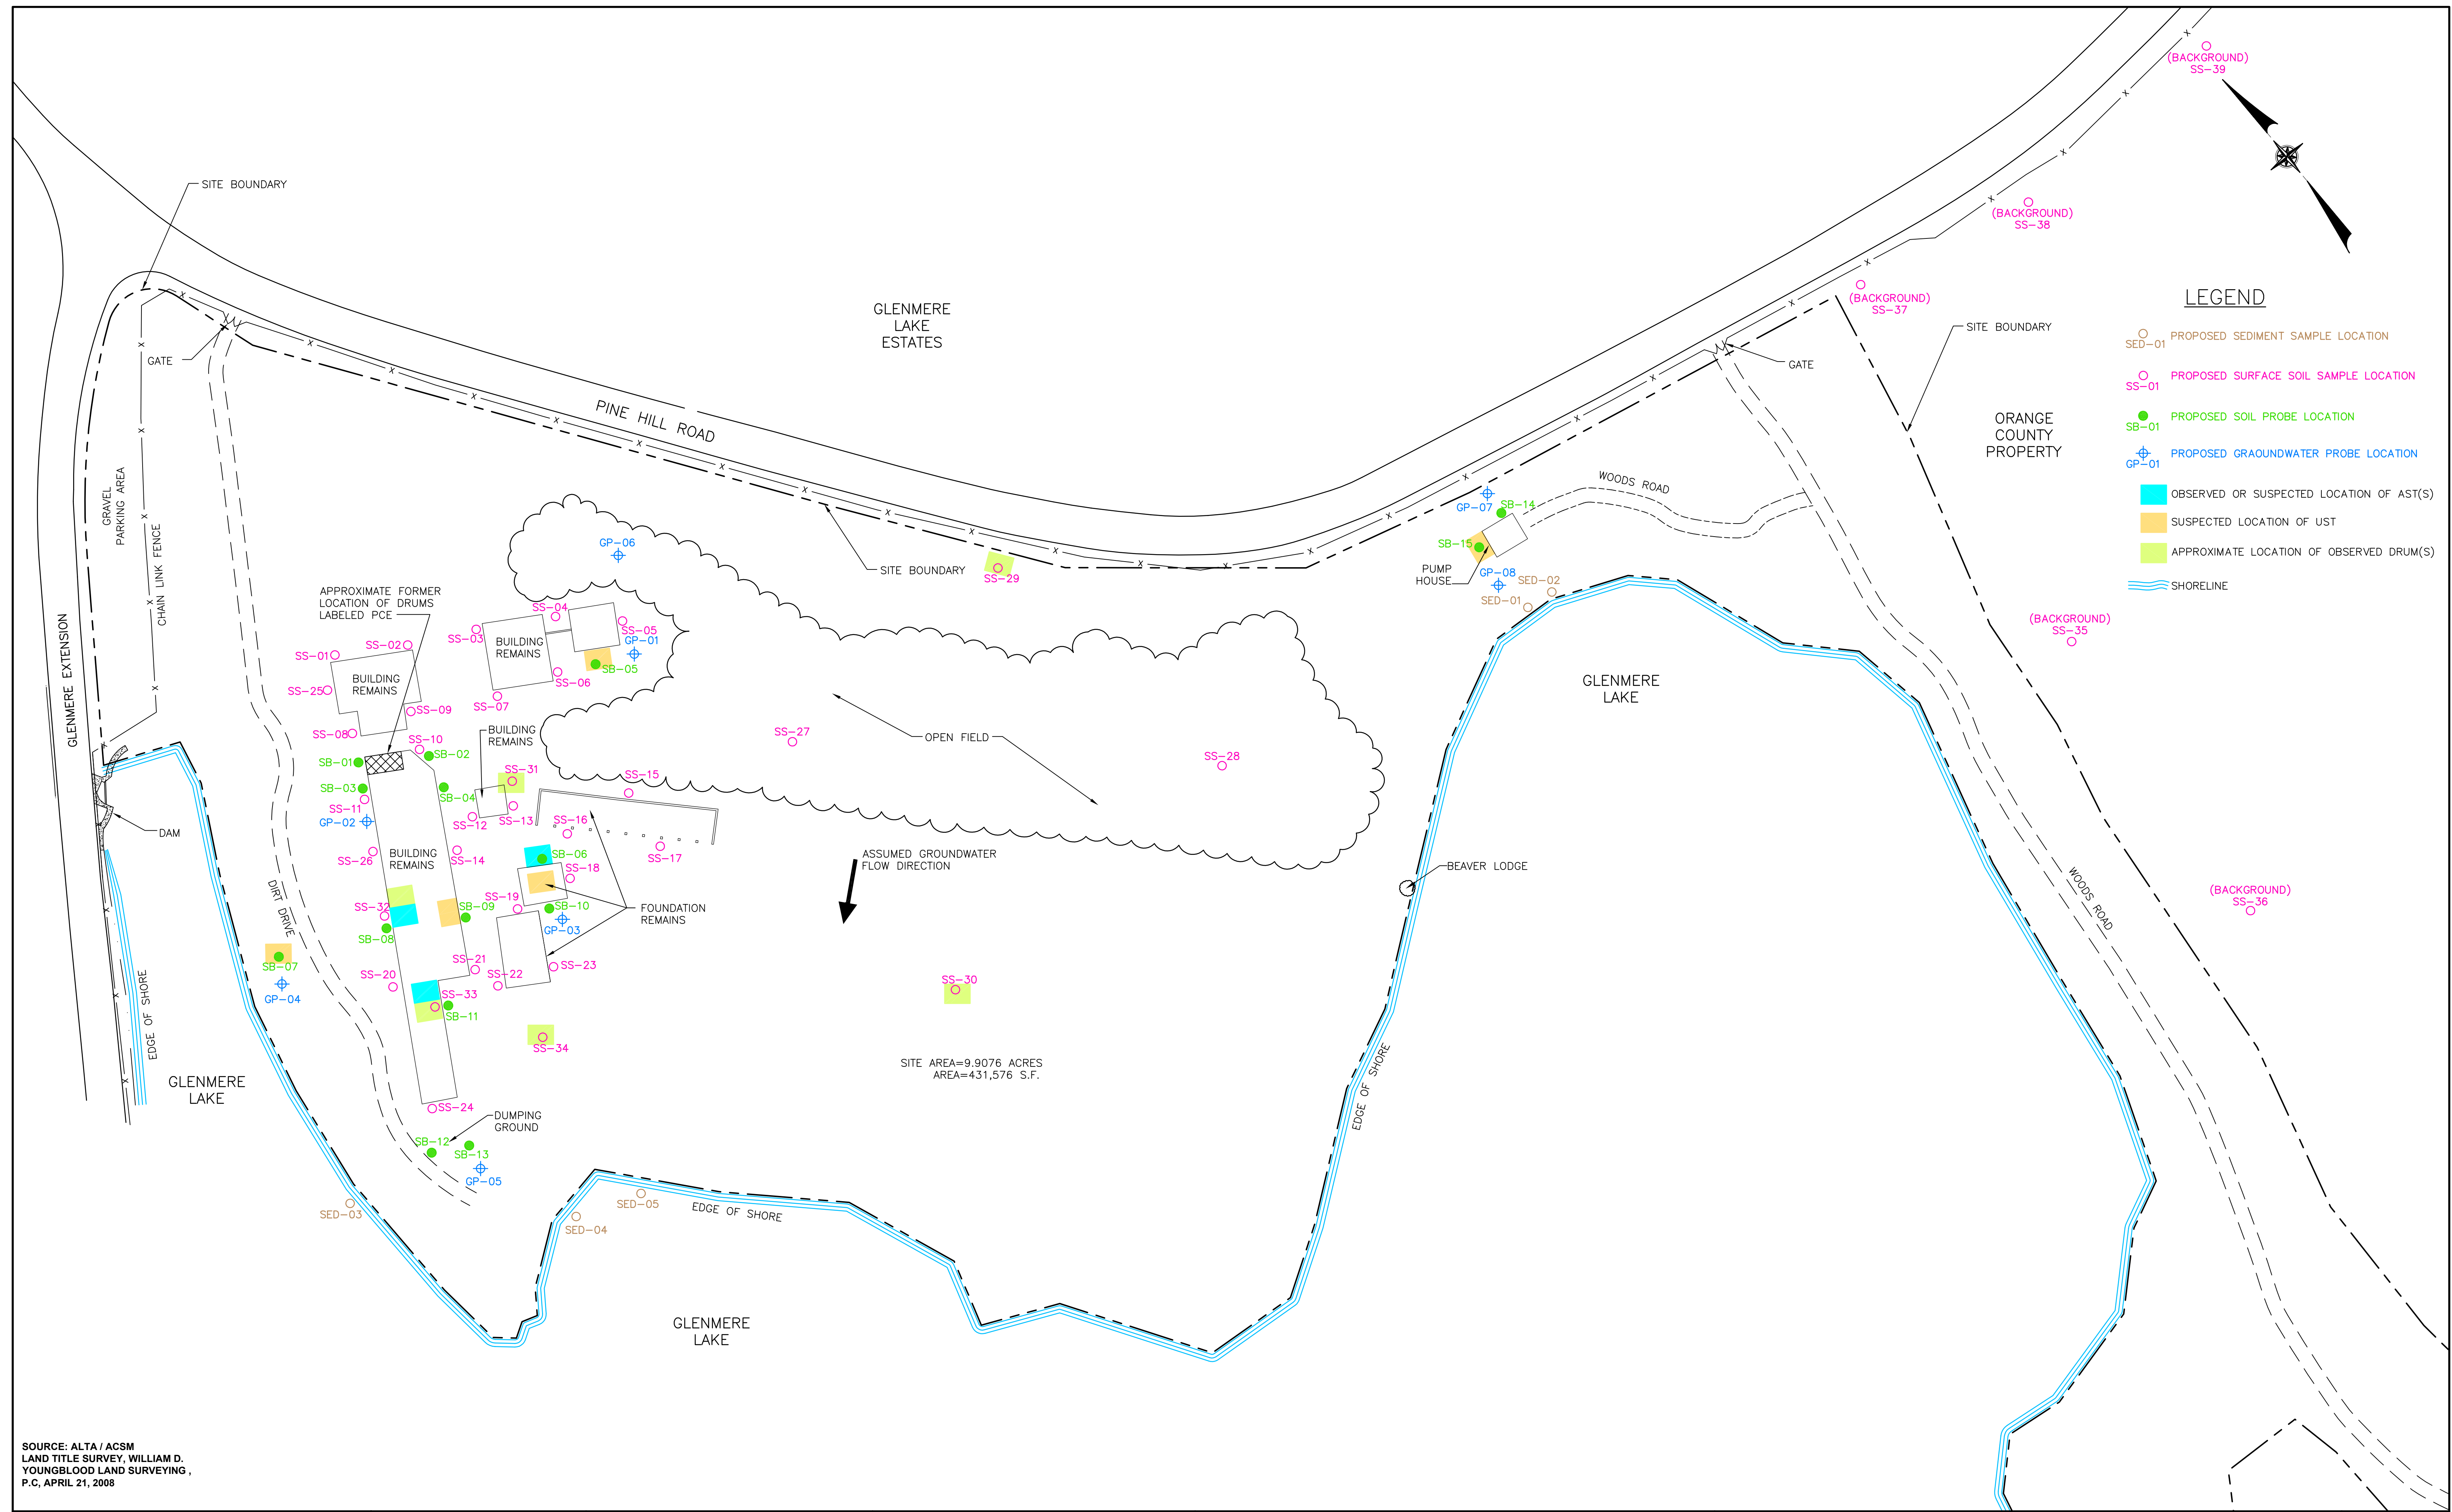 (BACKGROUND)
SS-39
(BACKGROUND)
SS-38
(BACKGROUND)
SS-37
SITE BOUNDARY
GATE
GLENMERE
LAKE
ESTATES
PINE HILL ROAD
SITE BOUNDARY
GATE
ORANGE
COUNTY
PROPERTY
LEGEND
SED-01 PROPOSED SEDIMENT SAMPLE LOCATION
SS-01 PROPOSED SURFACE SOIL SAMPLE LOCATION
SB-01 PROPOSED SOIL PROBE LOCATION
GP-01 PROPOSED GRAOUNDWATER PROBE LOCATION
OBSERVED OR SUSPECTED LOCATION OF AST(S)
SUSPECTED LOCATION OF UST
APPROXIMATE LOCATION OF OBSERVED DRUM(S)
SHORELINE
GRAVEL
PARKING AREA
CHAIN LINK FENCE
GLENMERE EXTENSION
WOODS ROAD
GP-07
SB-14
SB-15
PUMP
HOUSE
GP-08
SED-02
SED-01
GP-06
SITE BOUNDARY
SS-29
APPROXIMATE FORMER
LOCATION OF DRUMS
LABELED PCE
SS-04
SS-03
BUILDING
REMAINS
SS-05
GP-01
SB-05
SS-06
SS-07
SS-02
SS-01
BUILDING
REMAINS
SS-25
SS-09
SS-08
SS-10
SB-02
SB-01
SB-03
SS-11
GP-02
SB-04
BUILDING
REMAINS
SS-31
SS-12
SS-13
SS-15
SS-16
SS-17
SS-27
OPEN FIELD
SS-28
GLENMERE
LAKE
(BACKGROUND)
SS-35
(BACKGROUND)
SS-36
WOODS ROAD
DAM
SS-26
BUILDING
REMAINS
SS-14
SB-06
SS-18
SS-19
SB-10
GP-03
FOUNDATION
REMAINS
ASSUMED GROUNDWATER
FLOW DIRECTION
BEAVER LODGE
DIRT DRIVE
SS-32
SB-08
SB-09
SB-07
GP-04
SS-20
SS-21
SS-22
SS-23
SS-33
SB-11
SS-34
SS-30
SITE AREA=9.9076 ACRES
AREA=431,576 S.F.
EDGE OF SHORE
EDGE OF SHORE
GLENMERE
LAKE
SS-24
DUMPING
GROUND
SB-12
SB-13
GP-05
SED-03
SED-04
SED-05
EDGE OF SHORE
GLENMERE
LAKE
SOURCE: ALTA / ACSM
LAND TITLE SURVEY, WILLIAM D.
YOUNGBLOOD LAND SURVEYING ,
P.C, APRIL 21, 2008